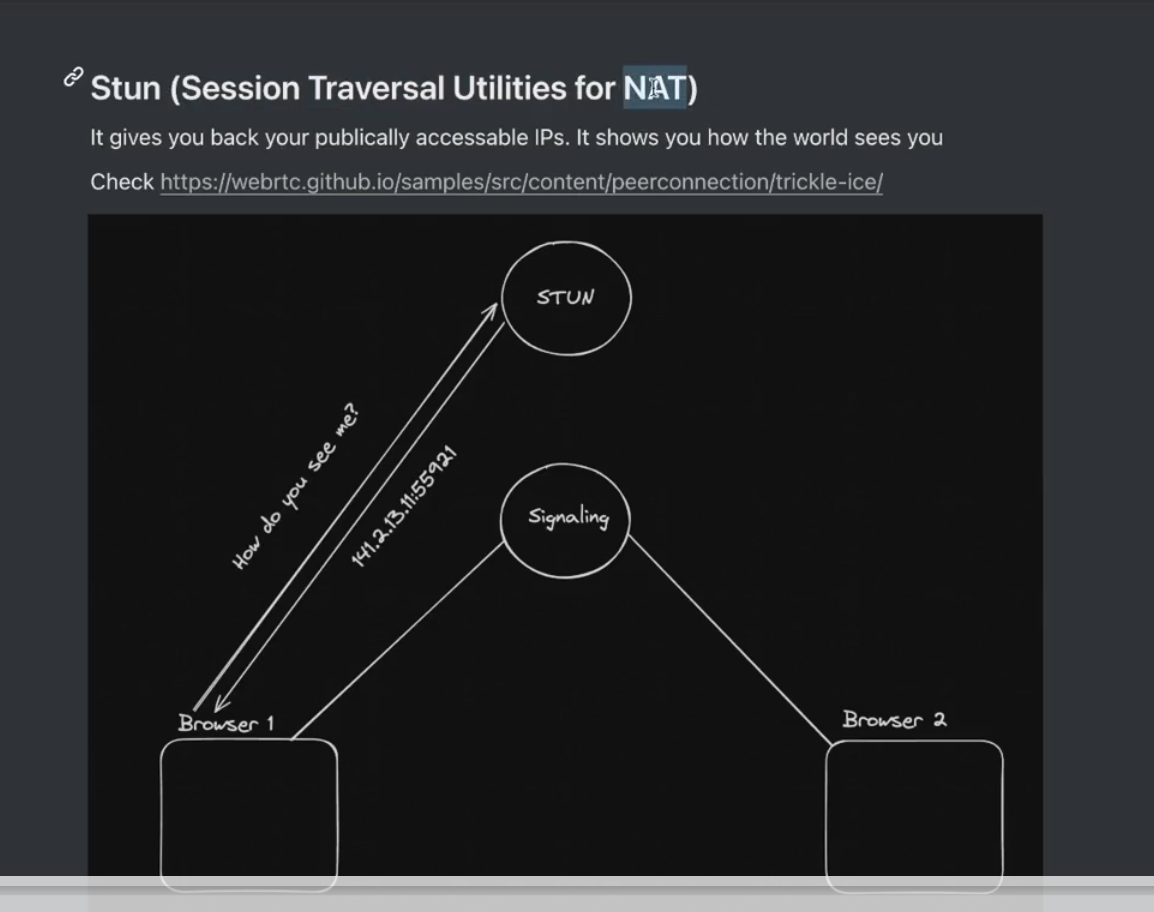 Stun (Session Traversal Utilities for NAT)
It gives you back your publically accessable IPs. It shows you how the world sees you
Check https://webrtc.github.io/samples/src/content/peerconnection/trickle-ice/
STUN
How do you see me?
141.2.13.11:55921
Signaling
Browser 1
Browser 2